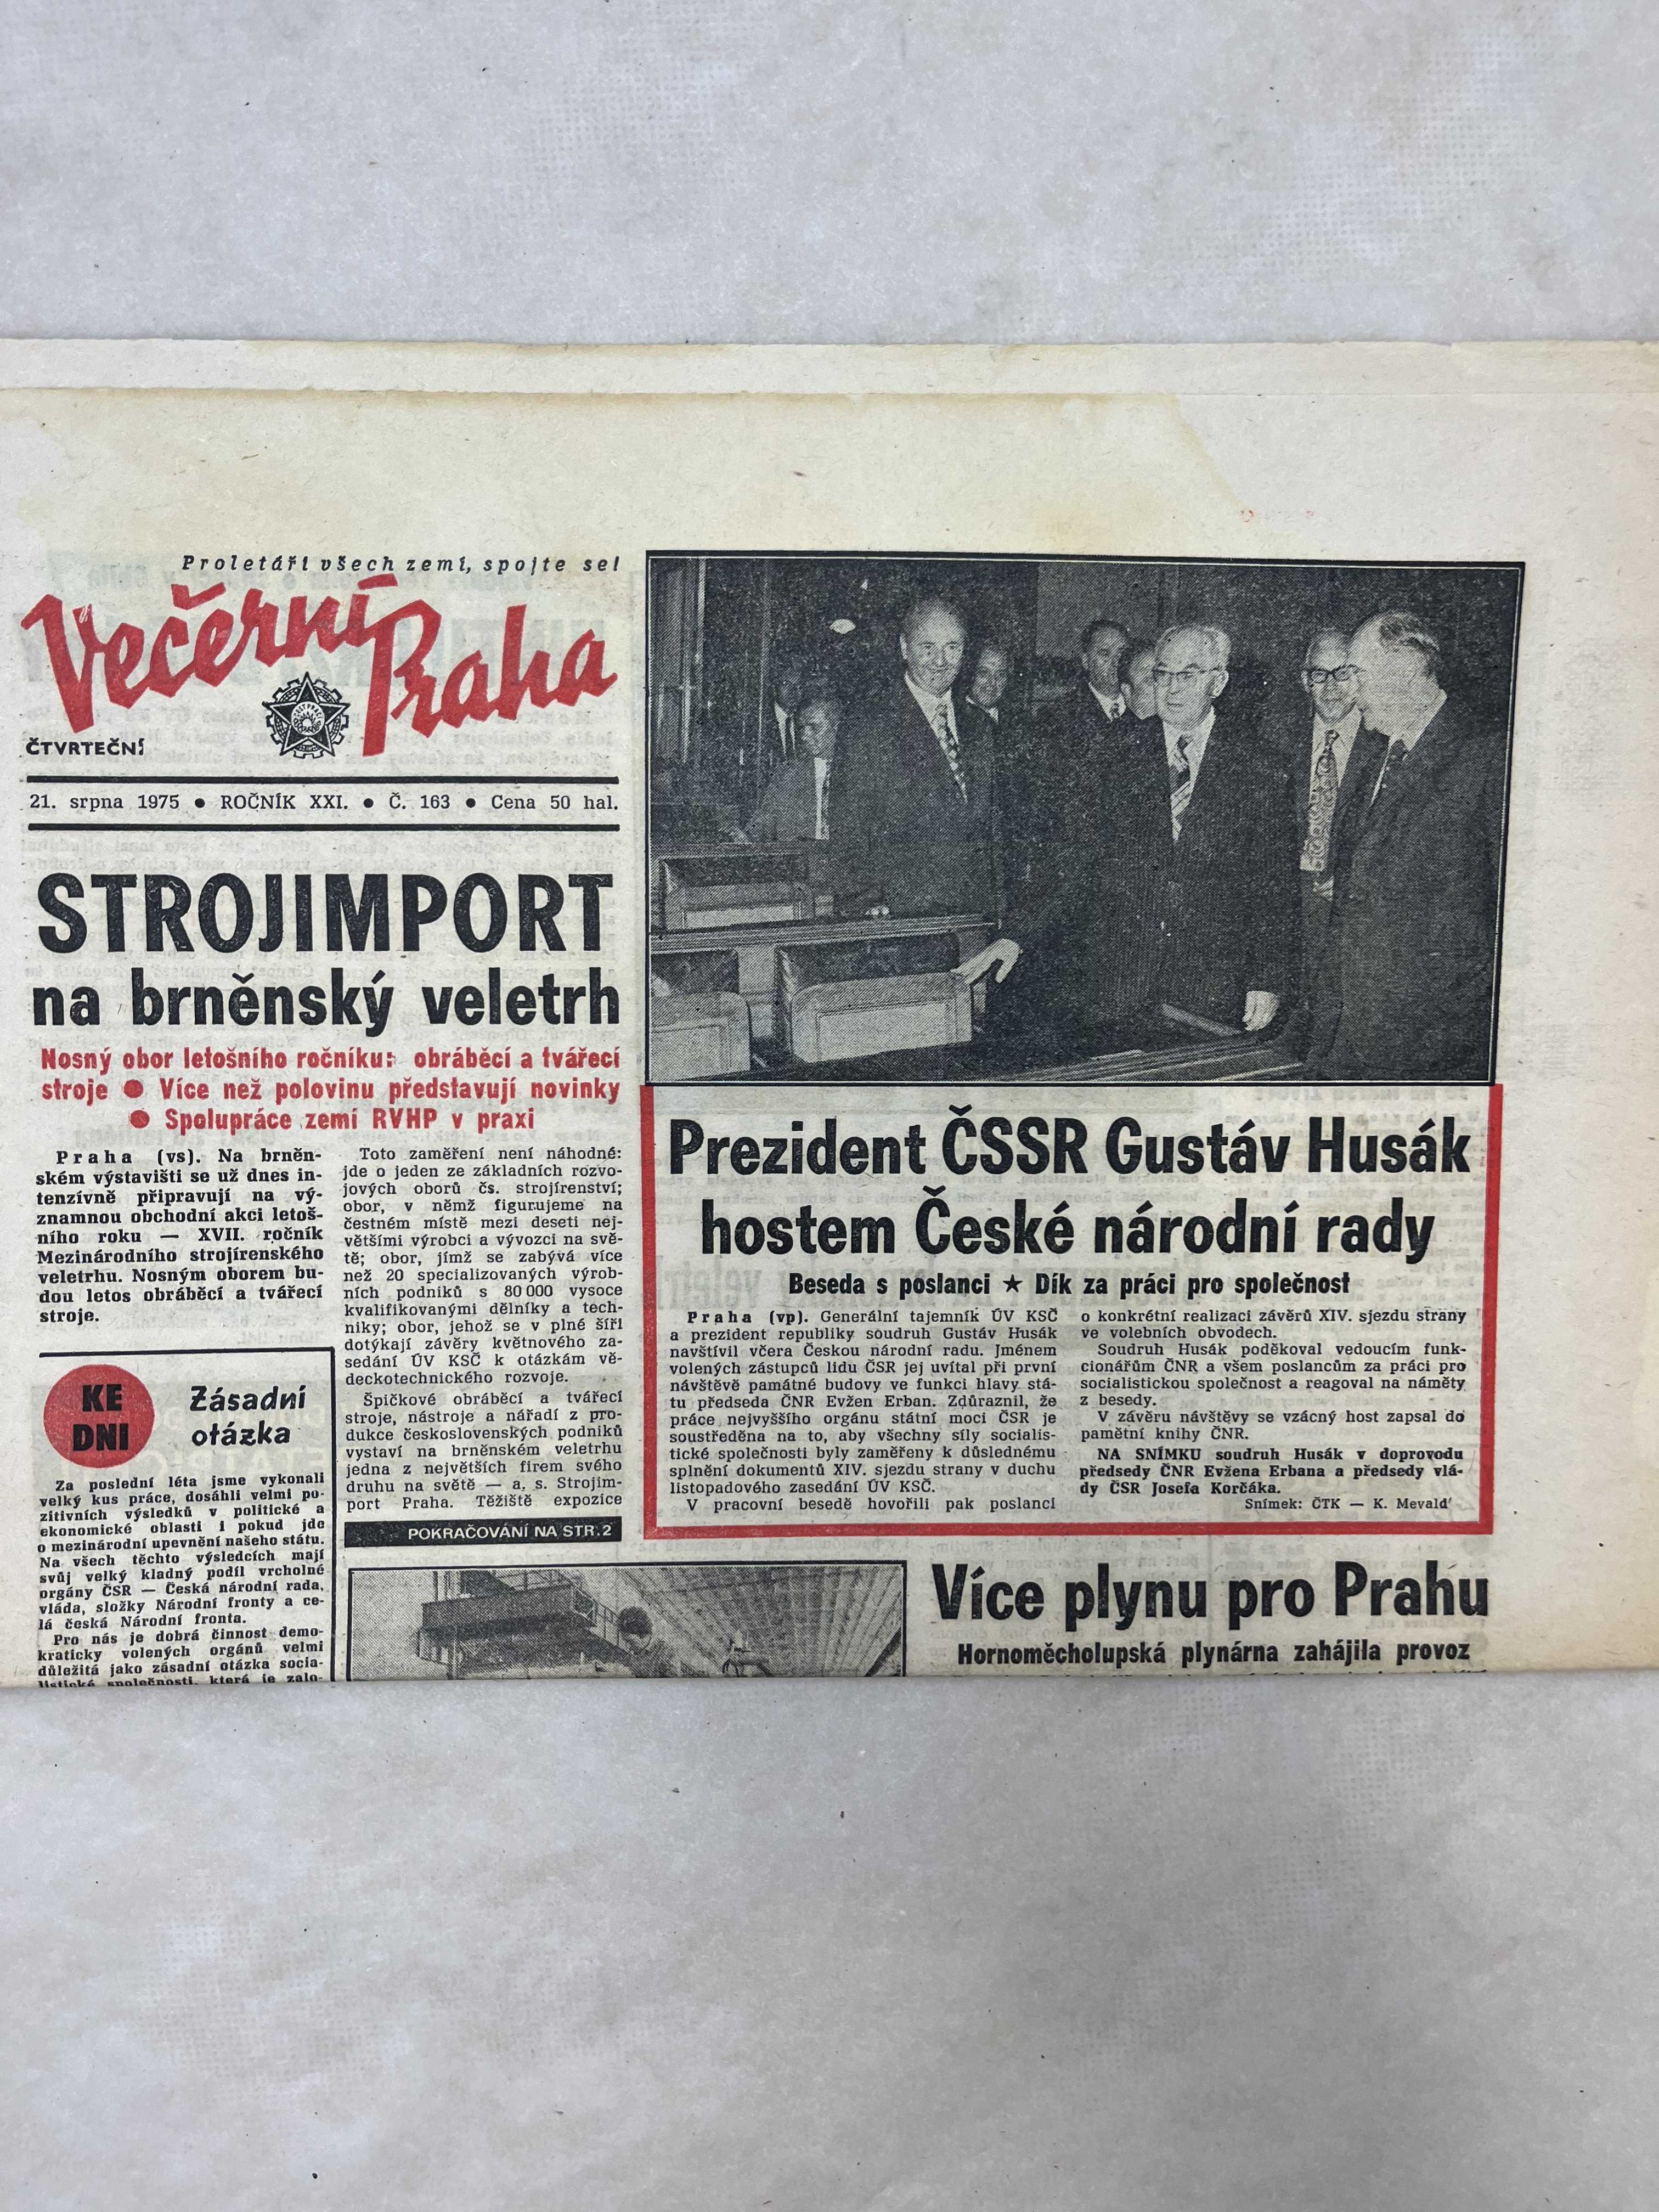 Proletáři všech zemí, spojte se!
Večerní Praha
ČTVRTEČNÍ
21. srpna 1975 ● ROČNÍK XXI. ● Č. 163 ● Cena 50 hal.
STROJIMPORT
na brněnský veletrh
Nosný obor letošního ročníku: obráběcí a tvářecí
stroje ● Více než polovinu představují novinky
● Spolupráce zemí RVHP v praxi
Praha (vs). Na brněn-
ském výstavišti se už dnes in-
tenzívně připravují na vý-
znamnou obchodní akci letoš-
ního roku — XVII. ročník
Mezinárodního strojírenského
veletrhu. Nosným oborem bu-
dou letos obráběcí a tvářecí
stroje.
Toto zaměření není náhodné:
jde o jeden ze základních rozvo-
jových oborů čs. strojírenství;
obor, v němž figurujeme na
čestném místě mezi deseti nej-
většími výrobci a vývozci na svě-
tě; obor, jímž se zabývá více
než 20 specializovaných výrob-
ních podniků s 80 000 vysoce
kvalifikovanými dělníky a tech-
niky; obor, jehož se v plné šíři
dotýkají závěry květnového za-
sedání ÚV KSČ k otázkám vě-
deckotechnického rozvoje.
Špičkové obráběcí a tvářecí
stroje, nástroje a nářadí z pro-
dukce československých podniků
vystaví na brněnském veletrhu
jedna z největších firem svého
druhu na světě — a. s. Strojim-
port Praha. Těžiště expozice
POKRAČOVÁNÍ NA STR. 2
KE
DNI
Zásadní
otázka
Za poslední léta jsme vykonali
velký kus práce, dosáhli velmi po-
zitivních výsledků v politické a
ekonomické oblasti i pokud jde
o mezinárodní upevnění našeho státu.
Na všech těchto výsledcích mají
svůj velký kladný podíl vrcholné
orgány ČSR — Česká národní rada,
vláda, složky Národní fronty a ce-
lá česká Národní fronta.
Pro nás je dobrá činnost demo-
kraticky volených orgánů velmi
důležitá jako zásadní otázka socia-
listické společnosti, která je zalo-
Prezident ČSSR Gustáv Husák
hostem České národní rady
Beseda s poslanci ★ Dík za práci pro společnost
Praha (vp). Generální tajemník ÚV KSČ
a prezident republiky soudruh Gustáv Husák
navštívil včera Českou národní radu. Jménem
volených zástupců lidu ČSR jej uvítal při první
návštěvě památné budovy ve funkci hlavy stá-
tu předseda ČNR Evžen Erban. Zdůraznil, že
práce nejvyššího orgánu státní moci ČSR je
soustředěna na to, aby všechny síly socialis-
tické společnosti byly zaměřeny k důslednému
splnění dokumentů XIV. sjezdu strany v duchu
listopadového zasedání ÚV KSČ.
V pracovní besedě hovořili pak poslanci
o konkrétní realizaci závěrů XIV. sjezdu strany
ve volebních obvodech.
Soudruh Husák poděkoval vedoucím funk-
cionářům ČNR a všem poslancům za práci pro
socialistickou společnost a reagoval na náměty
z besedy.
V závěru návštěvy se vzácný host zapsal do
pamětní knihy ČNR.
NA SNÍMKU soudruh Husák v doprovodu
předsedy ČNR Evžena Erbana a předsedy vlá-
dy ČSR Josefa Korčáka.
Snímek: ČTK — K. Mevald
Více plynu pro Prahu
Hornoměcholupská plynárna zahájila provoz